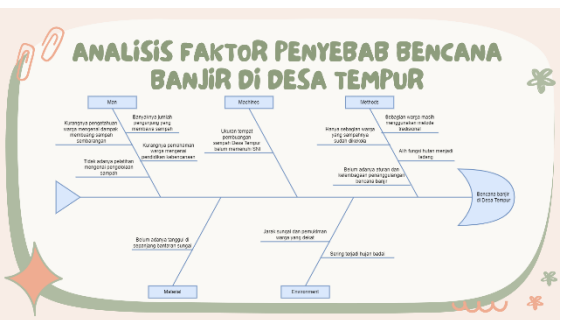 ANALISIS FAKTOR PENYEBAB BENCANA
BANJIR DI DESA TEMPUR
Man
Machines
Methods
Kurangnya pengetahuan
warga mengenai dampak
membuang sampah
sembarangan
Banyaknya jumlah
pengunjung yang
membawa sampah
Kurangnya pemahaman
warga mengenai
pendidikan kebencanaan
Tidak adanya pelatihan
mengenai pengelolaan
sampah
Ukuran tempat
pembuangan
sampah Desa Tempur
belum memenuhi SNI
Sebagian warga masih
menggunakan metode
tradisional
Hanya sebagian warga
yang sampahnya
sudah dikelola
Alih fungsi hutan menjadi
ladang
Belum adanya aturan dan
kelembagaan penanggulangan
bencana banjir
Bencana banjir
di Desa Tempur
Belum adanya tanggul di
sepanjang bantaran sungai
Jarak sungai dan pemukiman
warga yang dekat
Sering terjadi hujan badai
Material
Environment